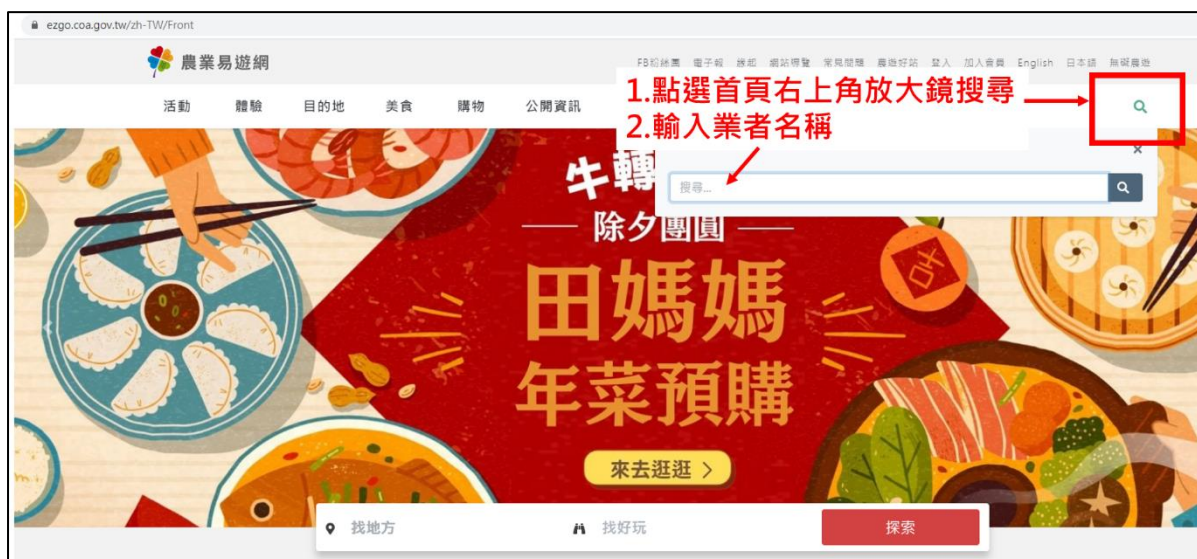 ezgo.coa.gov.tw/zh-TW/Front
農業易遊網
FB粉絲團 電子報 緣起 網站導覽 常見問題 農遊好站 登入 加入會員 English 日本語 無礙農遊
活動 體驗 目的地 美食 購物 公開資訊
1.點選首頁右上角放大鏡搜尋
2.輸入業者名稱
×
搜尋...
牛轉
除夕團圓
田媽媽
年菜預購
來去逛逛 >
找地方 找好玩 探索